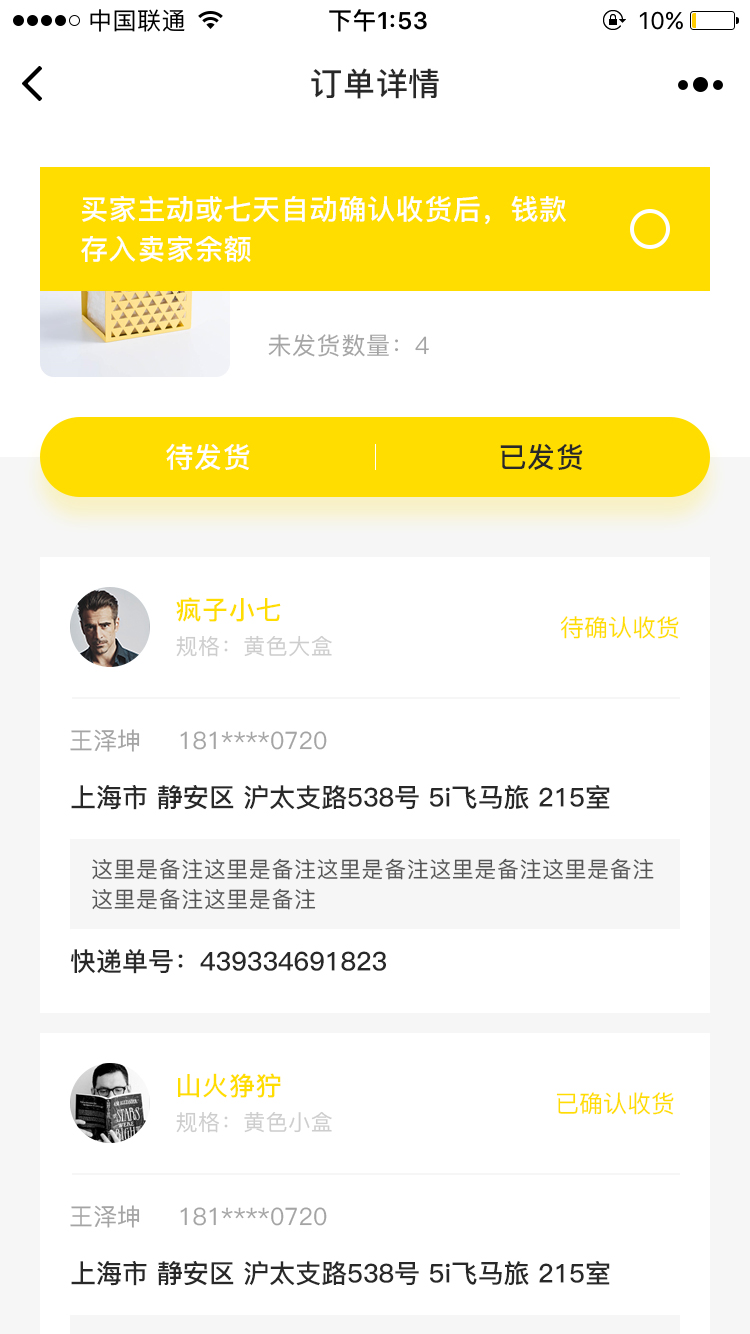 中国联通 下午1:53 10%
订单详情
买家主动或七天自动确认收货后，钱款
存入卖家余额
未发货数量：4
待发货 已发货
疯子小七
待确认收货
规格：黄色大盒
王泽坤 181****0720
上海市 静安区 沪太支路538号 5i飞马旅 215室
这里是备注这里是备注这里是备注这里是备注这里是备注
这里是备注这里是备注
快递单号：439334691823
山火狰狞
已确认收货
规格：黄色小盒
STARS
王泽坤 181****0720
上海市 静安区 沪太支路538号 5i飞马旅 215室